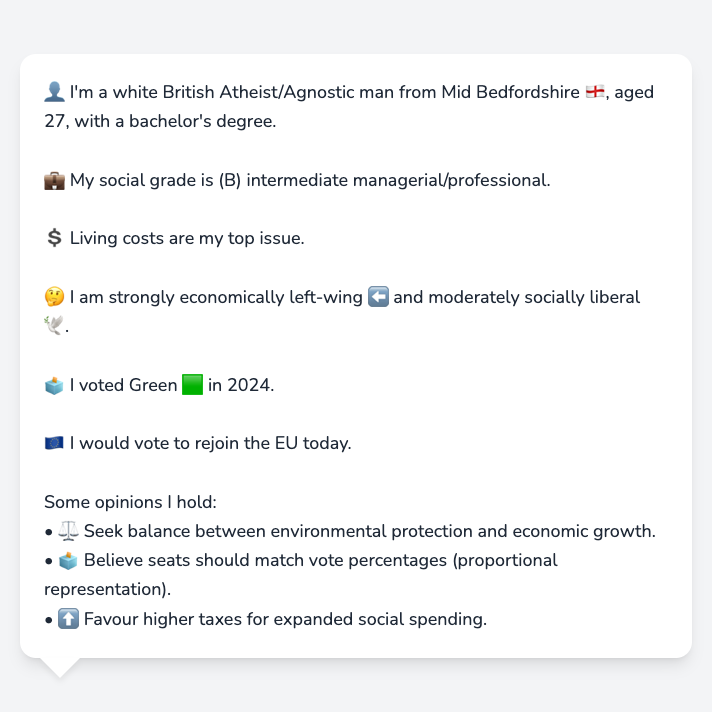 👤 I'm a white British Atheist/Agnostic man from Mid Bedfordshire 🏴󠁧󠁢󠁥󠁮󠁧󠁿, aged
27, with a bachelor's degree.
💼 My social grade is (B) intermediate managerial/professional.
💲 Living costs are my top issue.
🤔 I am strongly economically left-wing ⬅️ and moderately socially liberal
🕊️.
🗳️ I voted Green 🟩 in 2024.
🇪🇺 I would vote to rejoin the EU today.
Some opinions I hold:
• ⚖️ Seek balance between environmental protection and economic growth.
• 🗳️ Believe seats should match vote percentages (proportional
representation).
• ⬆️ Favour higher taxes for expanded social spending.